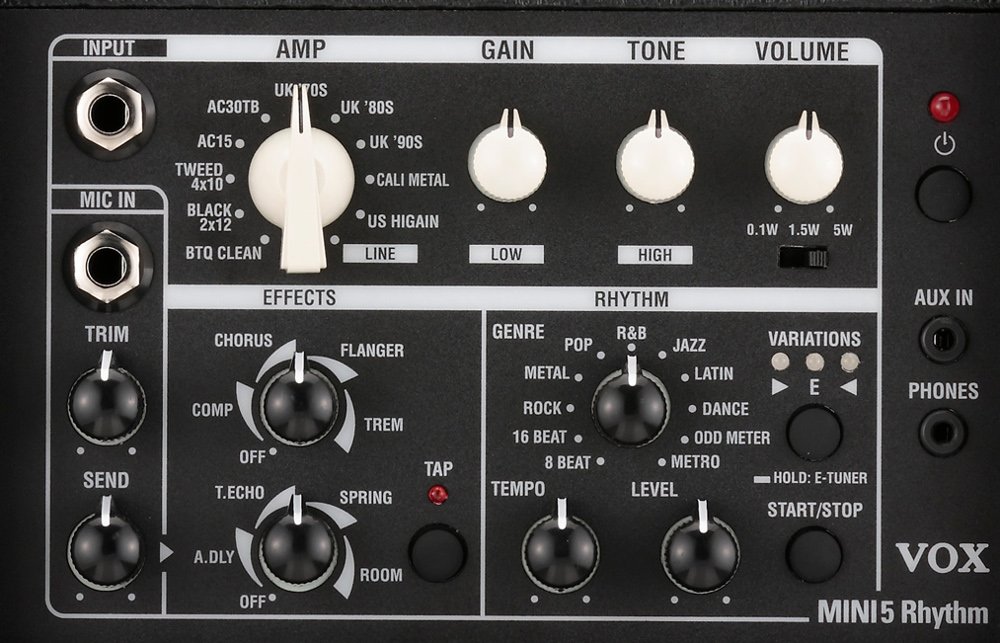 INPUT
AMP
GAIN
TONE
VOLUME
UK '70S
AC30TB
UK '80S
AC15
UK '90S
TWEED
4x10
CALI METAL
BLACK
2x12
US HIGAIN
BTQ CLEAN
LINE
LOW
HIGH
0.1W 1.5W 5W
MIC IN
TRIM
SEND
EFFECTS
CHORUS
FLANGER
COMP
TREM
OFF
TAP
T.ECHO
SPRING
A.DLY
ROOM
OFF
RHYTHM
GENRE
R&B
POP
JAZZ
METAL
LATIN
ROCK
DANCE
16 BEAT
ODD METER
8 BEAT
METRO
VARIATIONS
E
HOLD: E-TUNER
TEMPO
LEVEL
START/STOP
AUX IN
PHONES
VOX
MINI5 Rhythm